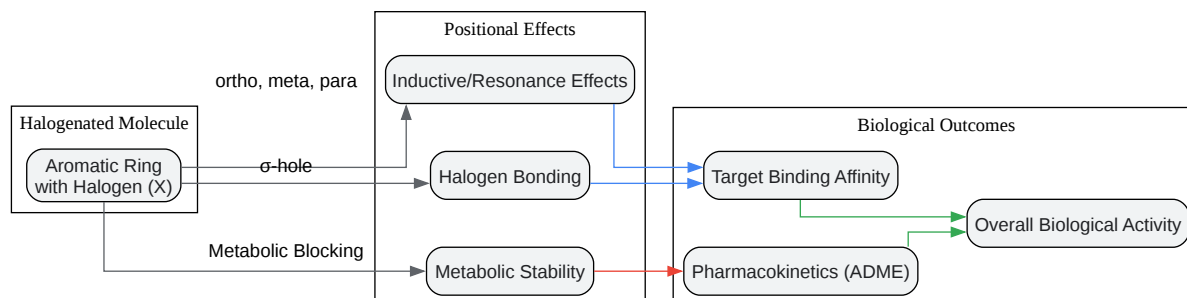 Positional Effects
ortho, meta, para
Inductive/Resonance Effects
Halogenated Molecule
Biological Outcomes
Aromatic Ring
with Halogen (X)
σ-hole
Halogen Bonding
Target Binding Affinity
Overall Biological Activity
Metabolic Blocking
Metabolic Stability
Pharmacokinetics (ADME)